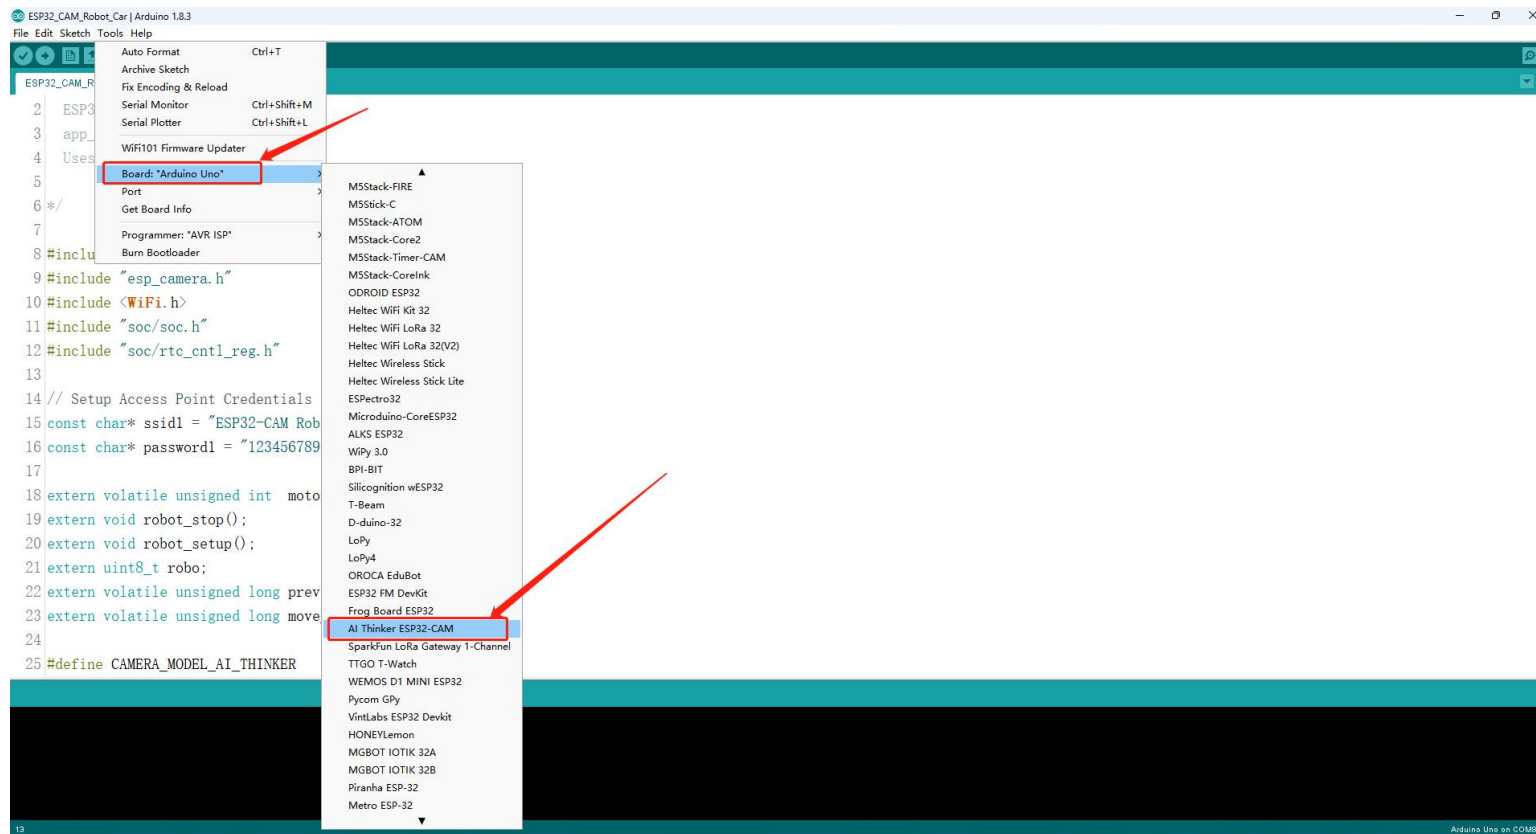 ESP32_CAM_Robot_Car | Arduino 1.8.3
File Edit Sketch Tools Help
ESP32_CAM_R
Auto Format Ctrl+T
Archive Sketch
Fix Encoding & Reload
Serial Monitor Ctrl+Shift+M
Serial Plotter Ctrl+Shift+L
WiFi101 Firmware Updater
Board: "Arduino Uno"
Port
Get Board Info
Programmer: "AVR ISP"
Burn Bootloader
M5Stack-FIRE
M5Stick-C
M5Stack-ATOM
M5Stack-Core2
M5Stack-Timer-CAM
M5Stack-CoreInk
ODROID ESP32
Heltec WiFi Kit 32
Heltec WiFi LoRa 32
Heltec WiFi LoRa 32(V2)
Heltec Wireless Stick
Heltec Wireless Stick Lite
ESPectro32
Microduino-CoreESP32
ALKS ESP32
WiPy 3.0
BPI-BIT
Silicognition wESP32
T-Beam
D-duino-32
LoPy
LoPy4
OROCA EduBot
ESP32 FM DevKit
Frog Board ESP32
AI Thinker ESP32-CAM
SparkFun LoRa Gateway 1-Channel
TTGO T-Watch
WEMOS D1 MINI ESP32
Pycom GPy
VintLabs ESP32 Devkit
HONEYLemon
MGBOT IOTIK 32A
MGBOT IOTIK 32B
Piranha ESP-32
Metro ESP-32
2 ESP3
3 app_
4 Uses
5
6 */
7
8 #inclu
9 #include "esp_camera.h"
10 #include <WiFi.h>
11 #include "soc/soc.h"
12 #include "soc/rtc_cntl_reg.h"
13
14 // Setup Access Point Credentials
15 const char* ssid1 = "ESP32-CAM Rob
16 const char* password1 = "123456789
17
18 extern volatile unsigned int moto
19 extern void robot_stop();
20 extern void robot_setup();
21 extern uint8_t robo;
22 extern volatile unsigned long prev
23 extern volatile unsigned long move
24
25 #define CAMERA_MODEL_AI_THINKER
13
Arduino Uno on COM8